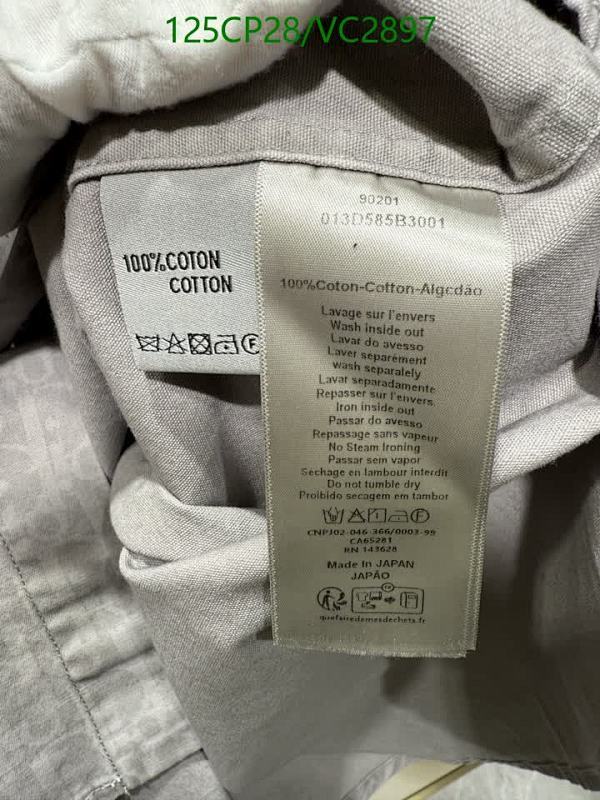 125CP28/VC2897
90201
013D585B3001
100%COTON
COTTON
100%Coton-Cotton-Algodão
Lavage sur l'envers
Wash inside out
Lavar do avesso
Laver séparément
wash separately
Lavar separadamente
Repasser sur l'envers
Iron inside out
Passar do avesso
Repassage sans vapeur
No Steam Ironing
Passar sem vapor
Séchage en tambour interdit
Do not tumble dry
Proibido secagem em tambor
CNPJ02-046-366/0003-99
CA65281
RN 143628
Made In JAPAN
JAPÃO
FR
quefairedemesdechets.fr